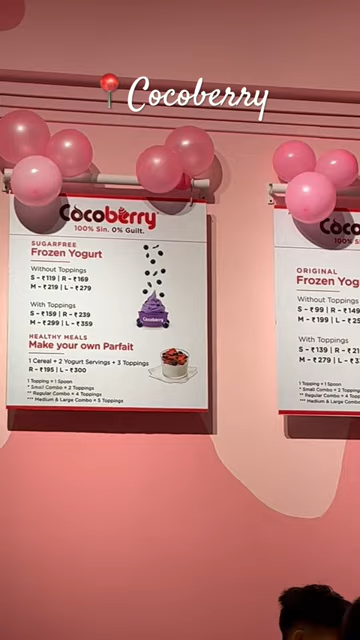 Cocoberry
Cocoberry
100% Sin. 0% Guilt.
SUGARFREE
Frozen Yogurt
Without Toppings
S - ₹119 | R - ₹169
M - ₹219 | L - ₹279
With Toppings
S - ₹159 | R - ₹239
M - ₹299 | L - ₹359
Cocoberry
HEALTHY MEALS
Make your own Parfait
1 Cereal + 2 Yogurt Servings + 3 Toppings
R - ₹195 | L - ₹300
1 Topping = 1 Spoon
* Small Combo = 2 Toppings
** Regular Combo = 4 Toppings
*** Medium & Large Combo = 5 Toppings
100% S
ORIGINAL
Frozen Yog
Without Toppings
S - ₹99 | R - ₹149
M - ₹199 | L - ₹25
With Toppings
S - ₹139 | R - ₹21
M - ₹279 | L - ₹3
1 Topping = 1 Spoon
* Small Combo = 2 Toppings
** Regular Combo = 4 Toppings
*** Medium & Large Combo